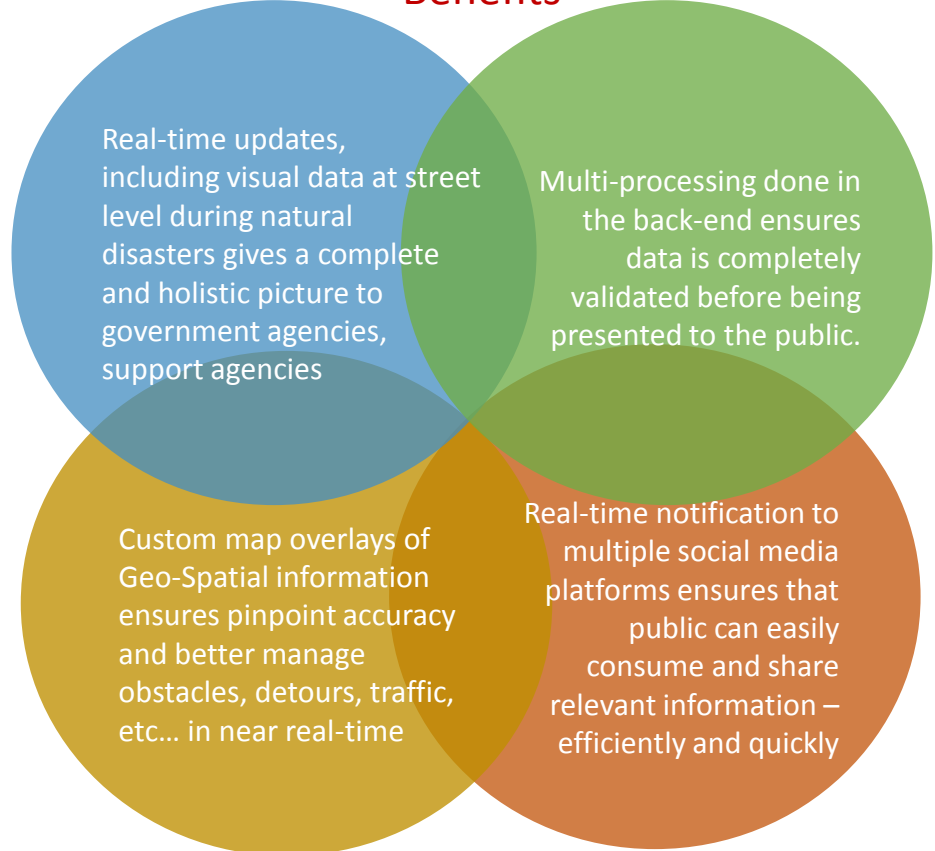 Benefits
Real-time updates,
including visual data at street
level during natural
disasters gives a complete
and holistic picture to
government agencies,
support agencies
Multi-processing done in
the back-end ensures
data is completely
validated before being
presented to the public.
Custom map overlays of
Geo-Spatial information
ensures pinpoint accuracy
and better manage
obstacles, detours, traffic,
etc... in near real-time
Real-time notification to
multiple social media
platforms ensures that
public can easily
consume and share
relevant information –
efficiently and quickly